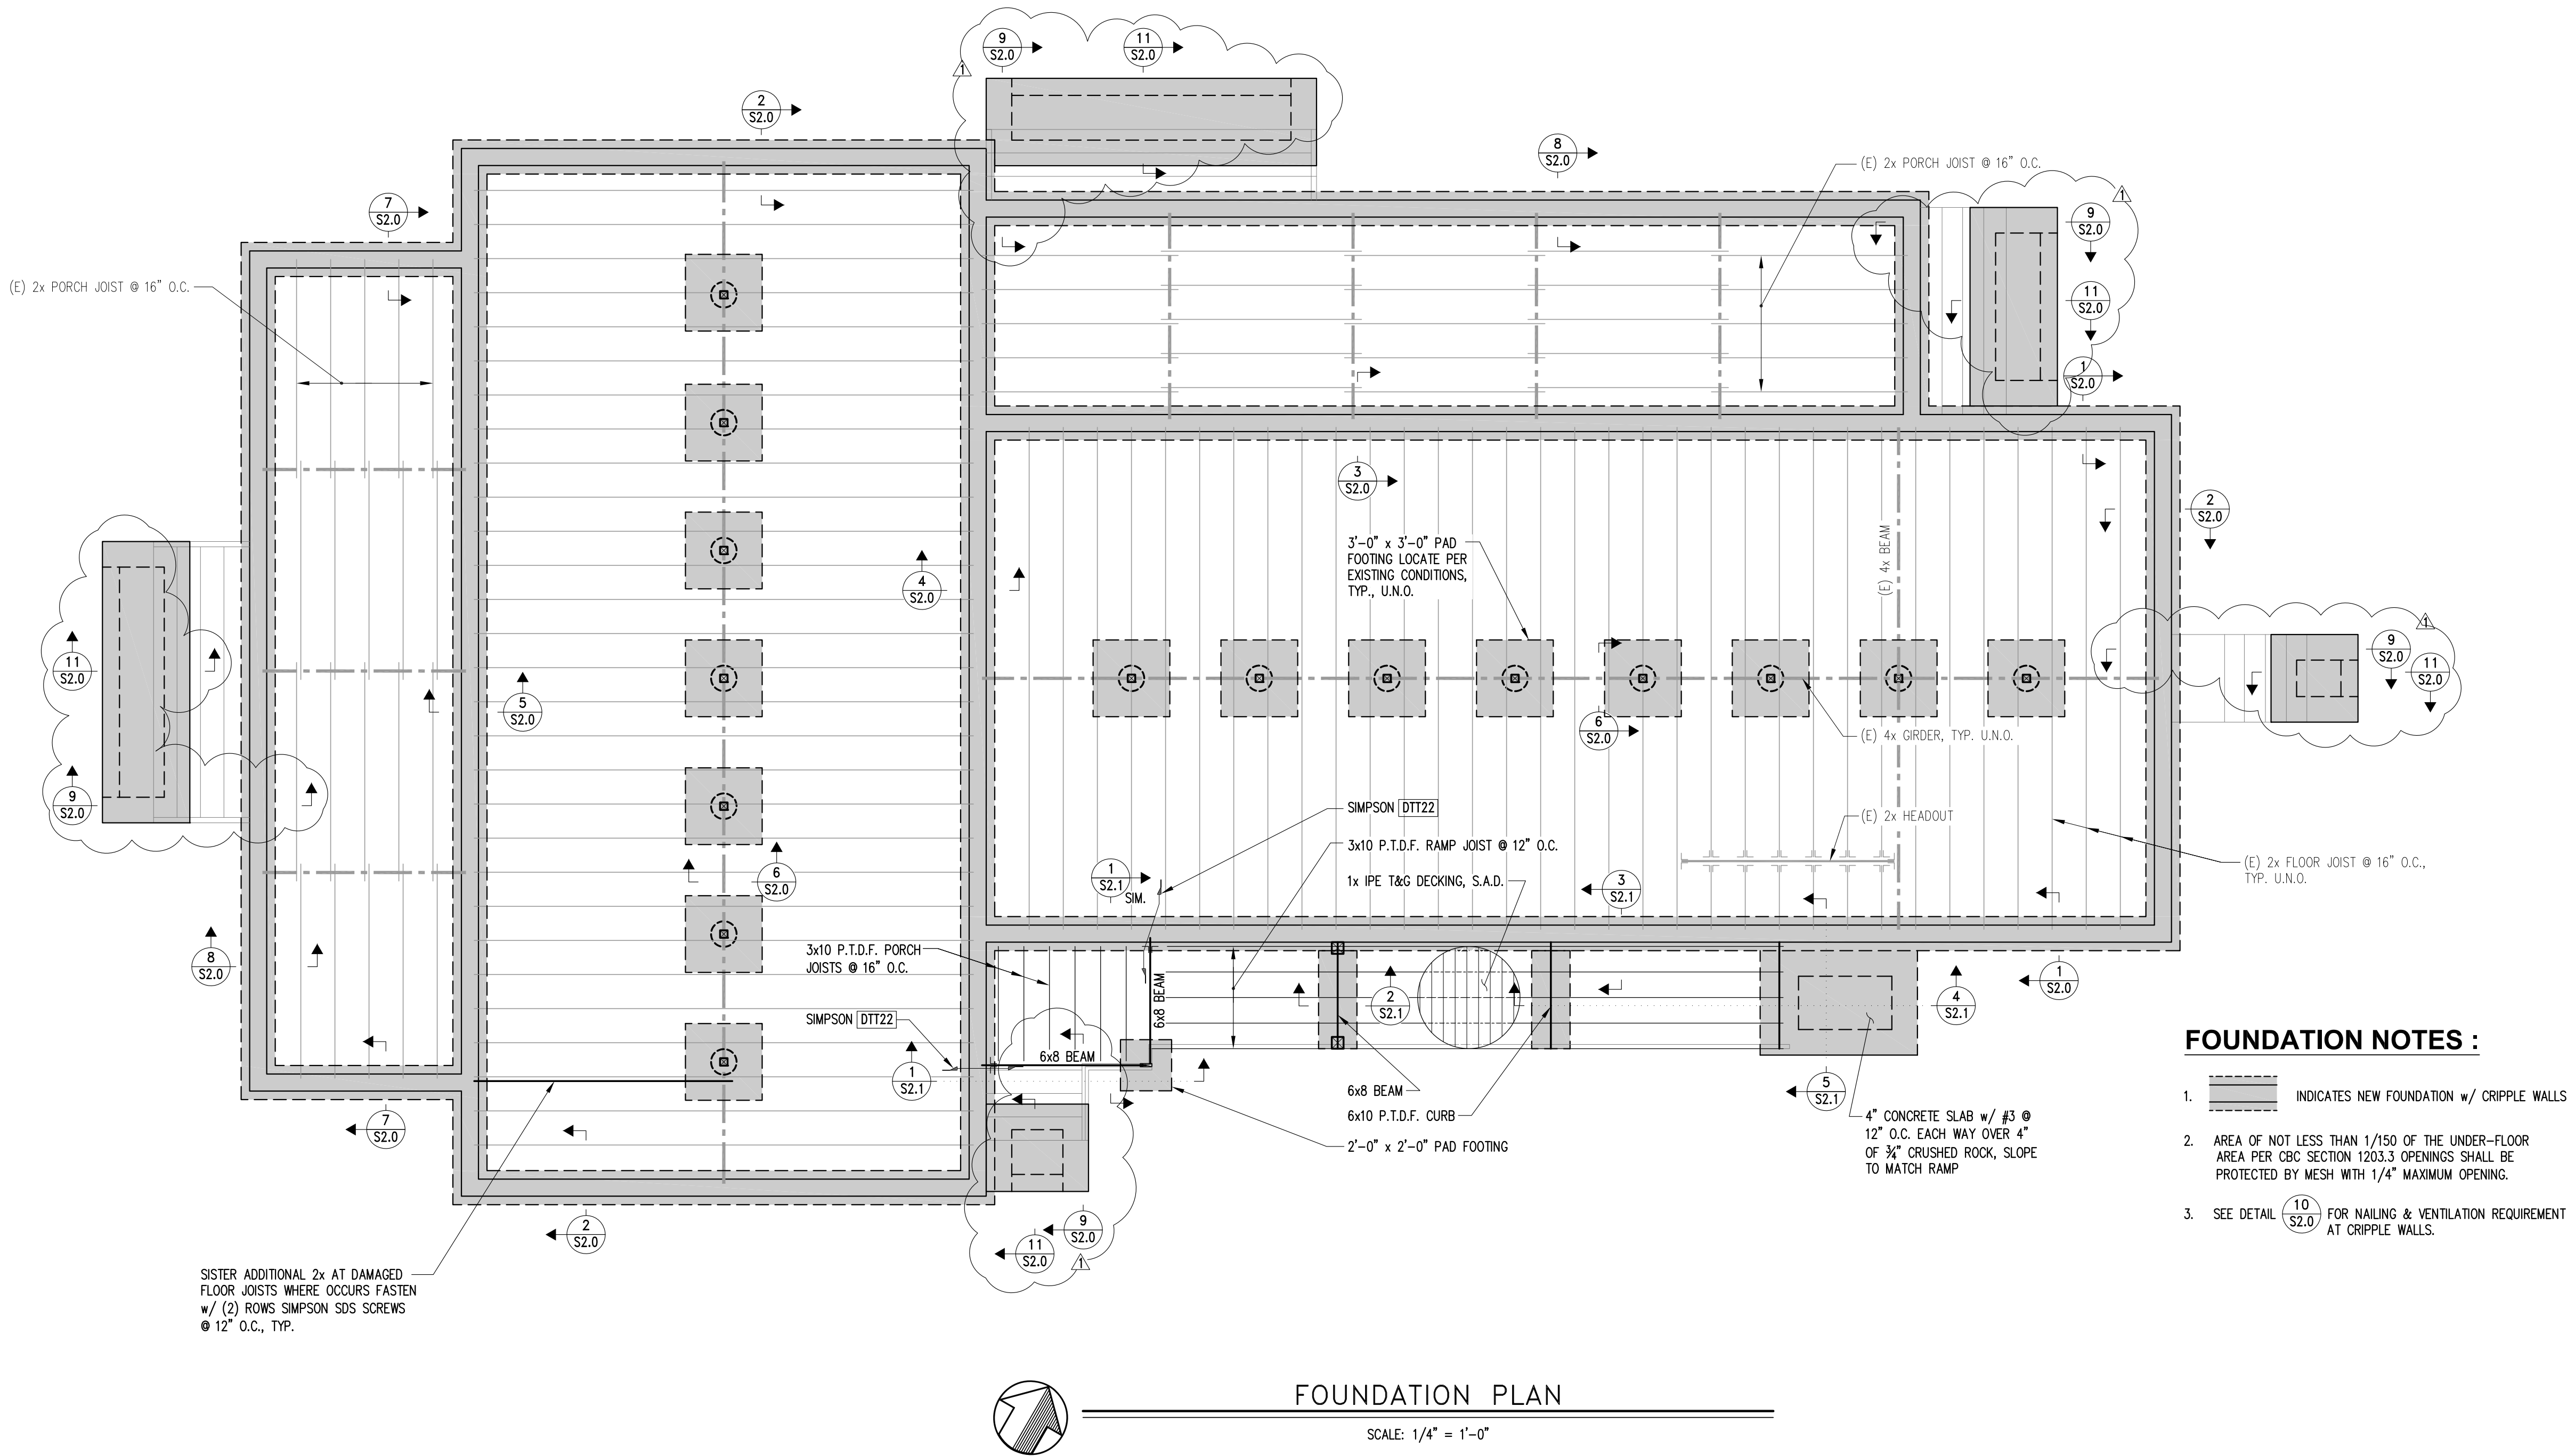 9
S2.0
11
S2.0
1
2
S2.0
8
S2.0
(E) 2x PORCH JOIST @ 16" O.C.
1
7
S2.0
9
S2.0
(E) 2x PORCH JOIST @ 16" O.C.
11
S2.0
1
S2.0
3
S2.0
2
S2.0
3'-0" x 3'-0" PAD
FOOTING LOCATE PER
EXISTING CONDITIONS,
TYP., U.N.O.
(E) 4x BEAM
4
S2.0
1
9
S2.0
11
S2.0
11
S2.0
5
S2.0
6
S2.0
(E) 4x GIRDER, TYP. U.N.O.
9
S2.0
SIMPSON DTT22
(E) 2x HEADOUT
3x10 P.T.D.F. RAMP JOIST @ 12" O.C.
(E) 2x FLOOR JOIST @ 16" O.C.,
TYP. U.N.O.
6
S2.0
1
S2.1
SIM.
1x IPE T&G DECKING, S.A.D.
3
S2.1
3x10 P.T.D.F. PORCH
JOISTS @ 16" O.C.
8
S2.0
6x8 BEAM
2
S2.1
4
S2.1
1
S2.0
SIMPSON DTT22
6x8 BEAM
1
S2.1
6x8 BEAM
6x10 P.T.D.F. CURB
2'-0" x 2'-0" PAD FOOTING
5
S2.1
4" CONCRETE SLAB w/ #3 @
12" O.C. EACH WAY OVER 4"
OF ¾" CRUSHED ROCK, SLOPE
TO MATCH RAMP
7
S2.0
2
S2.0
9
S2.0
11
S2.0
1
SISTER ADDITIONAL 2x AT DAMAGED
FLOOR JOISTS WHERE OCCURS FASTEN
w/ (2) ROWS SIMPSON SDS SCREWS
@ 12" O.C., TYP.
FOUNDATION NOTES :
1. INDICATES NEW FOUNDATION w/ CRIPPLE WALLS
2. AREA OF NOT LESS THAN 1/150 OF THE UNDER-FLOOR
AREA PER CBC SECTION 1203.3 OPENINGS SHALL BE
PROTECTED BY MESH WITH 1/4" MAXIMUM OPENING.
3. SEE DETAIL 10 S2.0 FOR NAILING & VENTILATION REQUIREMENT
AT CRIPPLE WALLS.
FOUNDATION PLAN
SCALE: 1/4" = 1'-0"